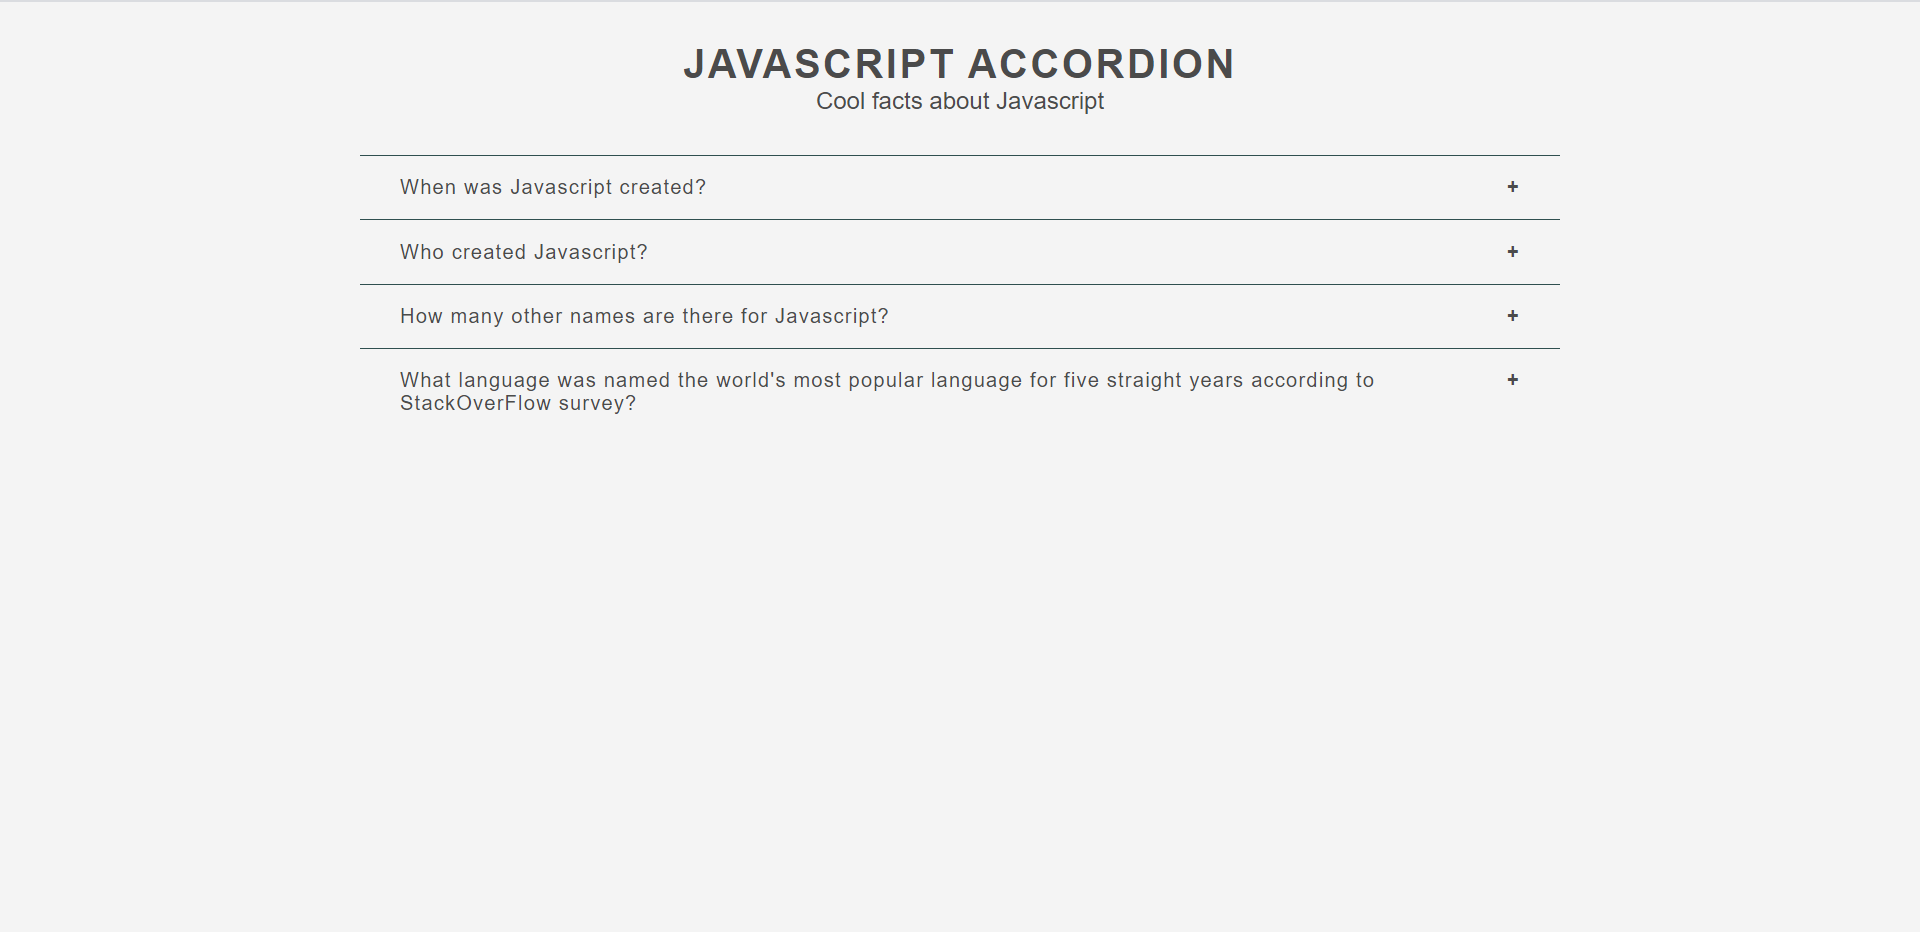 JAVASCRIPT ACCORDION
Cool facts about Javascript
When was Javascript created? +
Who created Javascript? +
How many other names are there for Javascript? +
What language was named the world's most popular language for five straight years according to +
StackOverFlow survey?